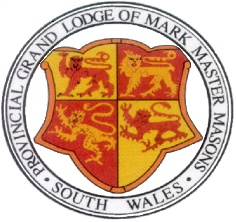 PROVINCIAL GRAND LODGE OF MARK MASTER MASONS
• SOUTH WALES •